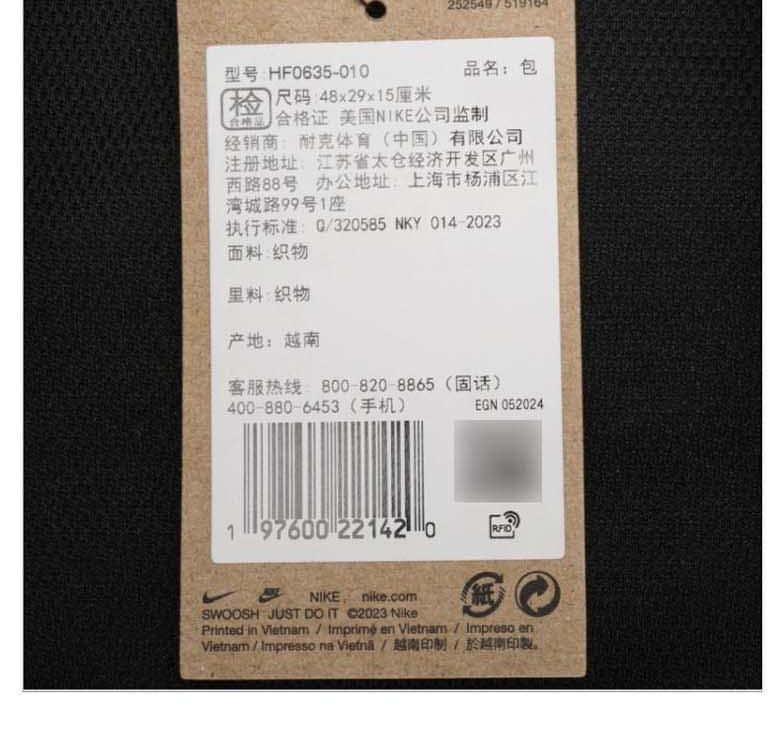 252549 / 519164
型号:HF0635-010 品名：包
检 合格品 尺码:48x29x15厘米
合格证 美国NIKE公司监制
经销商：耐克体育（中国）有限公司
注册地址：江苏省太仓经济开发区广州
西路88号 办公地址：上海市杨浦区江
湾城路99号1座
执行标准：Q/320585 NKY 014-2023
面料:织物
里料:织物
产地：越南
客服热线：800-820-8865（固话）
400-880-6453（手机） EGN 052024
1 97600 22142 0
RFID
NIKE, nike.com
SWOOSH JUST DO IT ©2023 Nike
Printed in Vietnam / Imprimé en Vietnam / Impreso en
Vietnam / Impresso na Vietnã / 越南印制 / 於越南印製。
紙